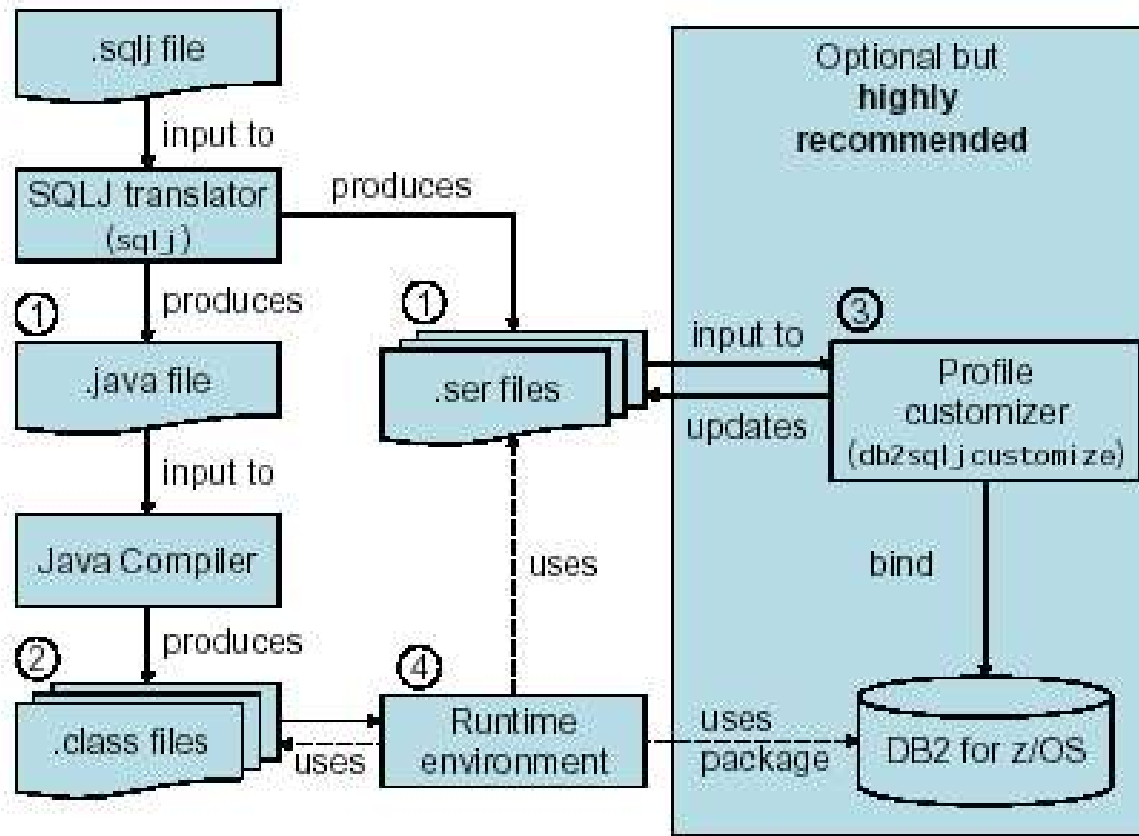 .sqlj file
input to
SQLJ translator
(sqlj)
produces
produces
1
.java file
input to
Java Compiler
produces
2
.class files
1
.ser files
uses
4
Runtime
environment
uses
Optional but
highly
recommended
input to
updates
3
Profile
customizer
(db2sqljcustomize)
bind
uses
package
DB2 for z/OS